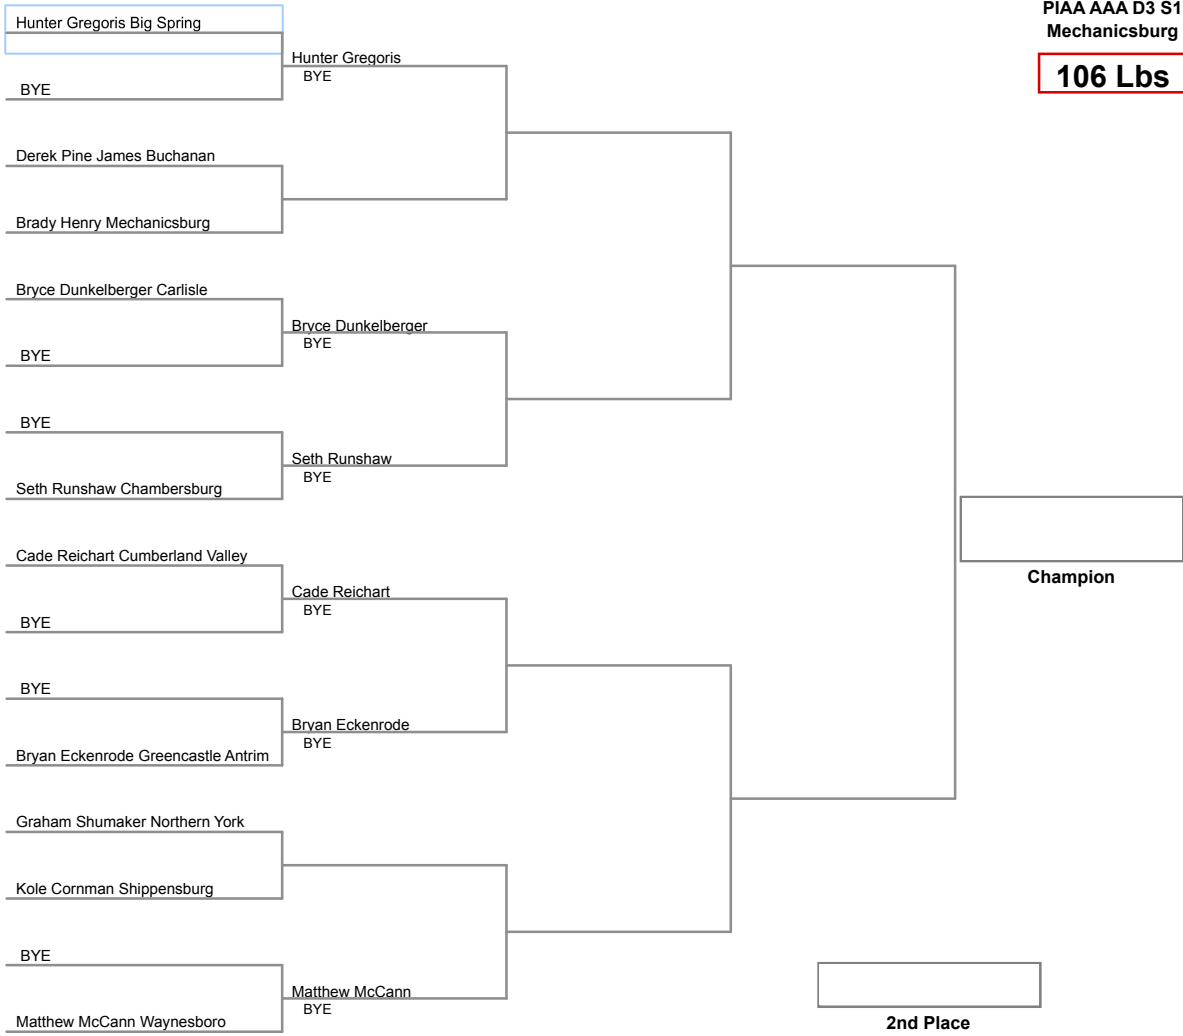 PIAA AAA D3 S1
Mechanicsburg
106 Lbs
Hunter Gregoris Big Spring
BYE
Derek Pine James Buchanan
Brady Henry Mechanicsburg
Bryce Dunkelberger Carlisle
BYE
BYE
Seth Runshaw Chambersburg
Cade Reichart Cumberland Valley
BYE
BYE
Bryan Eckenrode Greencastle Antrim
Graham Shumaker Northern York
Kole Cornman Shippensburg
BYE
Matthew McCann Waynesboro
Hunter Gregoris
BYE
Bryce Dunkelberger
BYE
Seth Runshaw
BYE
Cade Reichart
BYE
Bryan Eckenrode
BYE
Matthew McCann
BYE
Champion
2nd Place